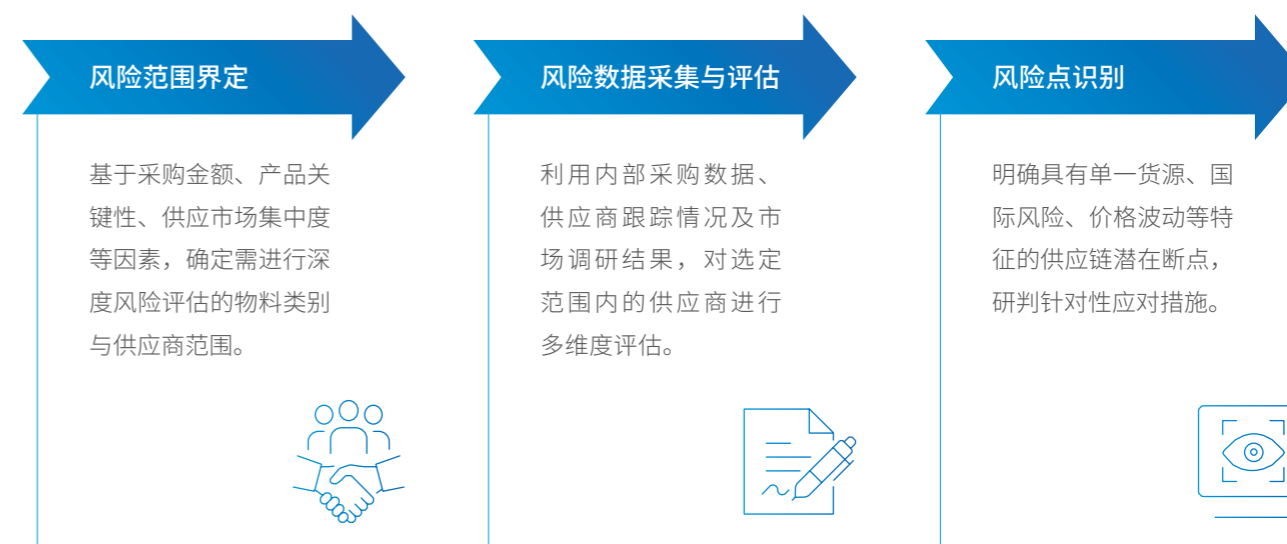 风险范围界定
基于采购金额、产品关
键性、供应市场集中度
等因素，确定需进行深
度风险评估的物料类别
与供应商范围。
风险数据采集与评估
利用内部采购数据、
供应商跟踪情况及市
场调研结果，对选定
范围内的供应商进行
多维度评估。
风险点识别
明确具有单一货源、国
际风险、价格波动等特
征的供应链潜在断点，
研判针对性应对措施。